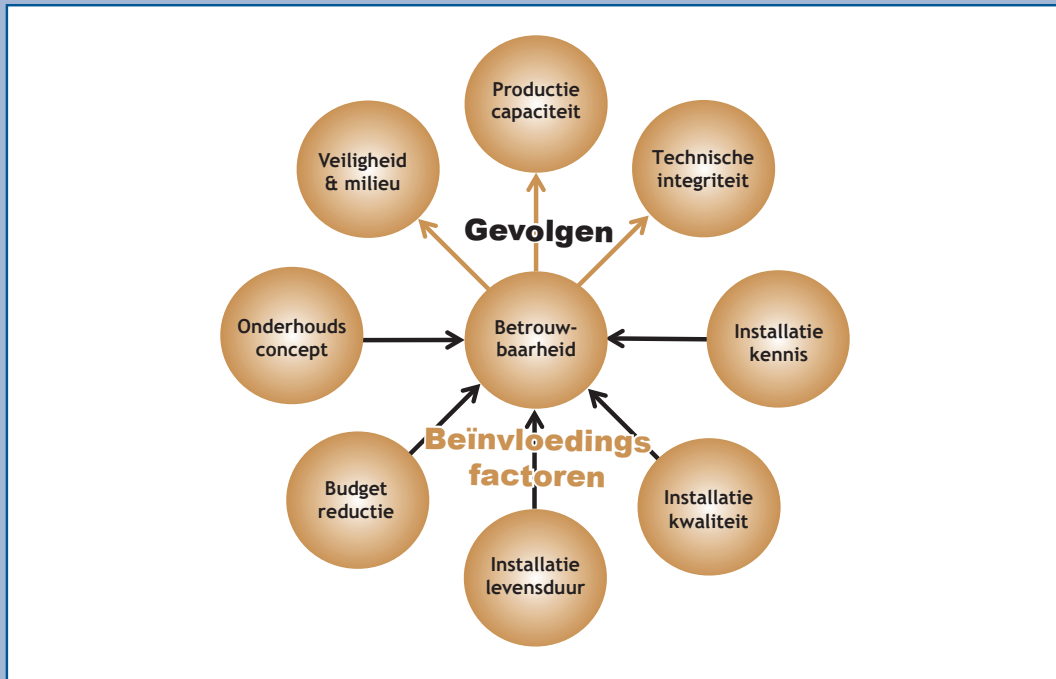 Productie
capaciteit
Veiligheid
& milieu
Technische
integriteit
Gevolgen
Onderhouds
concept
Betrouw-
baarheid
Installatie
kennis
Beïnvloedings
factoren
Budget
reductie
Installatie
kwaliteit
Installatie
levensduur